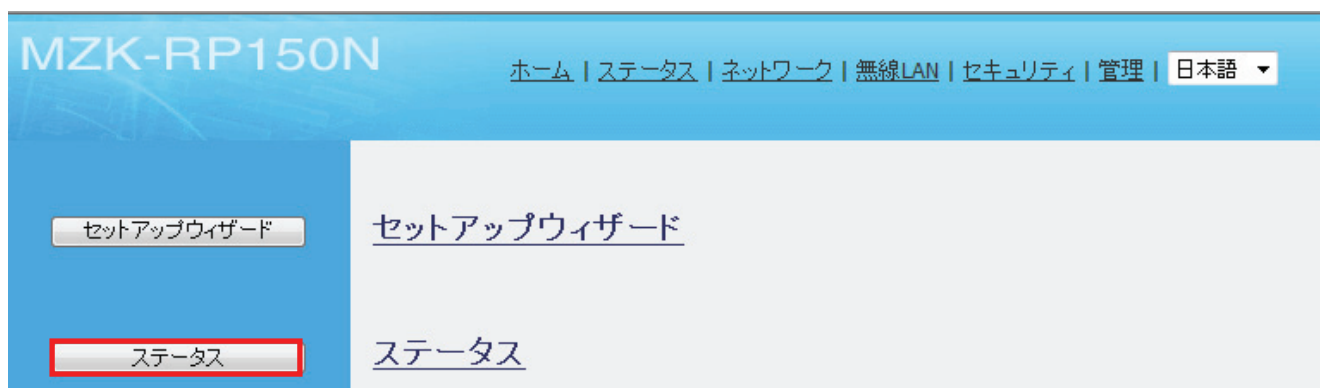 MZK-RP150N
ホーム | ステータス | ネットワーク | 無線LAN | セキュリティ | 管理 | 日本語
セットアップウィザード
セットアップウィザード
ステータス
ステータス